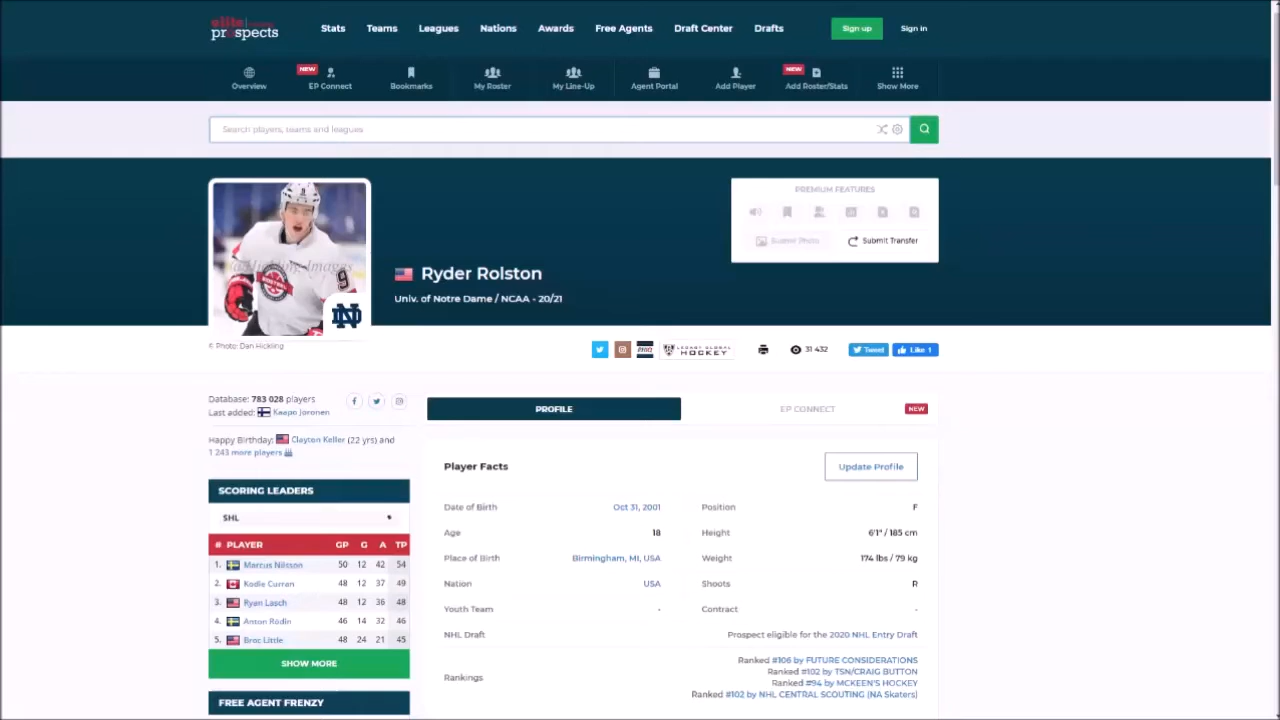 elite
prospects
Stats Teams Leagues Nations Awards Free Agents Draft Center Drafts Sign up Sign in
NEW NEW
Overview EP Connect Bookmarks My Roster My Line-Up Agent Portal Add Player Add Roster/Stats Show More
Search players, teams and leagues
PREMIUM FEATURES
Submit Photo Submit Transfer
Ryder Rolston
Univ. of Notre Dame / NCAA - 20/21
© Photo: Dan Hickling
LEGACY GLOBAL
HOCKEY
31 432 Tweet Like 1
Database: 783 028 players
Last added: Kaapo Joronen
PROFILE EP CONNECT NEW
Happy Birthday: Clayton Keller (22 yrs) and
1 243 more players
Player Facts Update Profile
SCORING LEADERS
SHL
# PLAYER GP G A TP
1. Marcus Nilsson 50 12 42 54
2. Kodie Curran 48 12 37 49
3. Ryan Lasch 48 12 36 48
4. Anton Rödin 46 14 32 46
5. Broc Little 48 24 21 45
SHOW MORE
FREE AGENT FRENZY
Date of Birth Oct 31, 2001 Position F
Age 18 Height 6'1" / 185 cm
Place of Birth Birmingham, MI, USA Weight 174 lbs / 79 kg
Nation USA Shoots R
Youth Team - Contract -
NHL Draft Prospect eligible for the 2020 NHL Entry Draft
Rankings
Ranked #106 by FUTURE CONSIDERATIONS
Ranked #102 by TSN/CRAIG BUTTON
Ranked #94 by MCKEEN'S HOCKEY
Ranked #102 by NHL CENTRAL SCOUTING (NA Skaters)